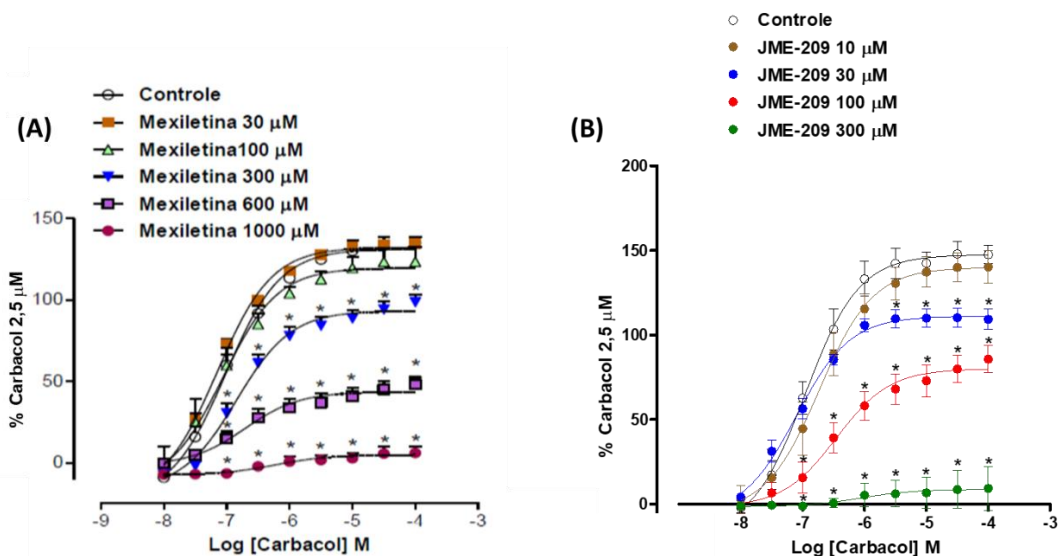 (A)
Controle
Mexiletina 30 µM
Mexiletina100 µM
Mexiletina 300 µM
Mexiletina 600 µM
Mexiletina 1000 µM
% Carbacol 2,5 µM
150
100
50
0
-9 -8 -7 -6 -5 -4 -3
Log [Carbacol] M
* * * * * *
* * * * * * *
* * * * * * *
(B)
Controle
JME-209 10 µM
JME-209 30 µM
JME-209 100 µM
JME-209 300 µM
% Carbacol 2,5 µM
200
150
100
50
0
-9 -8 -7 -6 -5 -4 -3
Log [Carbacol] M
* * * *
* * * * * * *
* * * * * * *